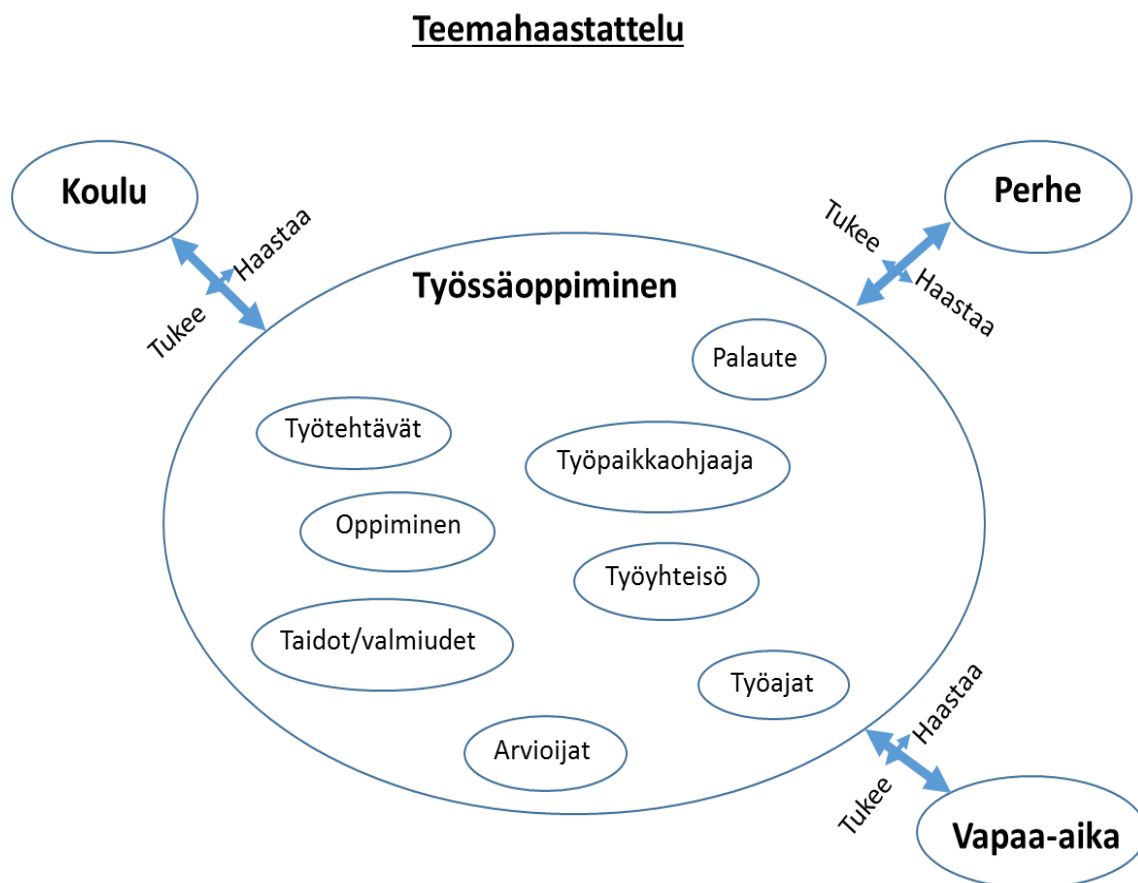 Teemahaastattelu
Koulu
Perhe
Haastaa
Tukee
Tukee
Haastaa
Työssäoppiminen
Palaute
Työtehtävät
Työpaikkaohjaaja
Oppiminen
Työyhteisö
Taidot/valmiudet
Työajat
Arvioijat
Haastaa
Tukee
Vapaa-aika